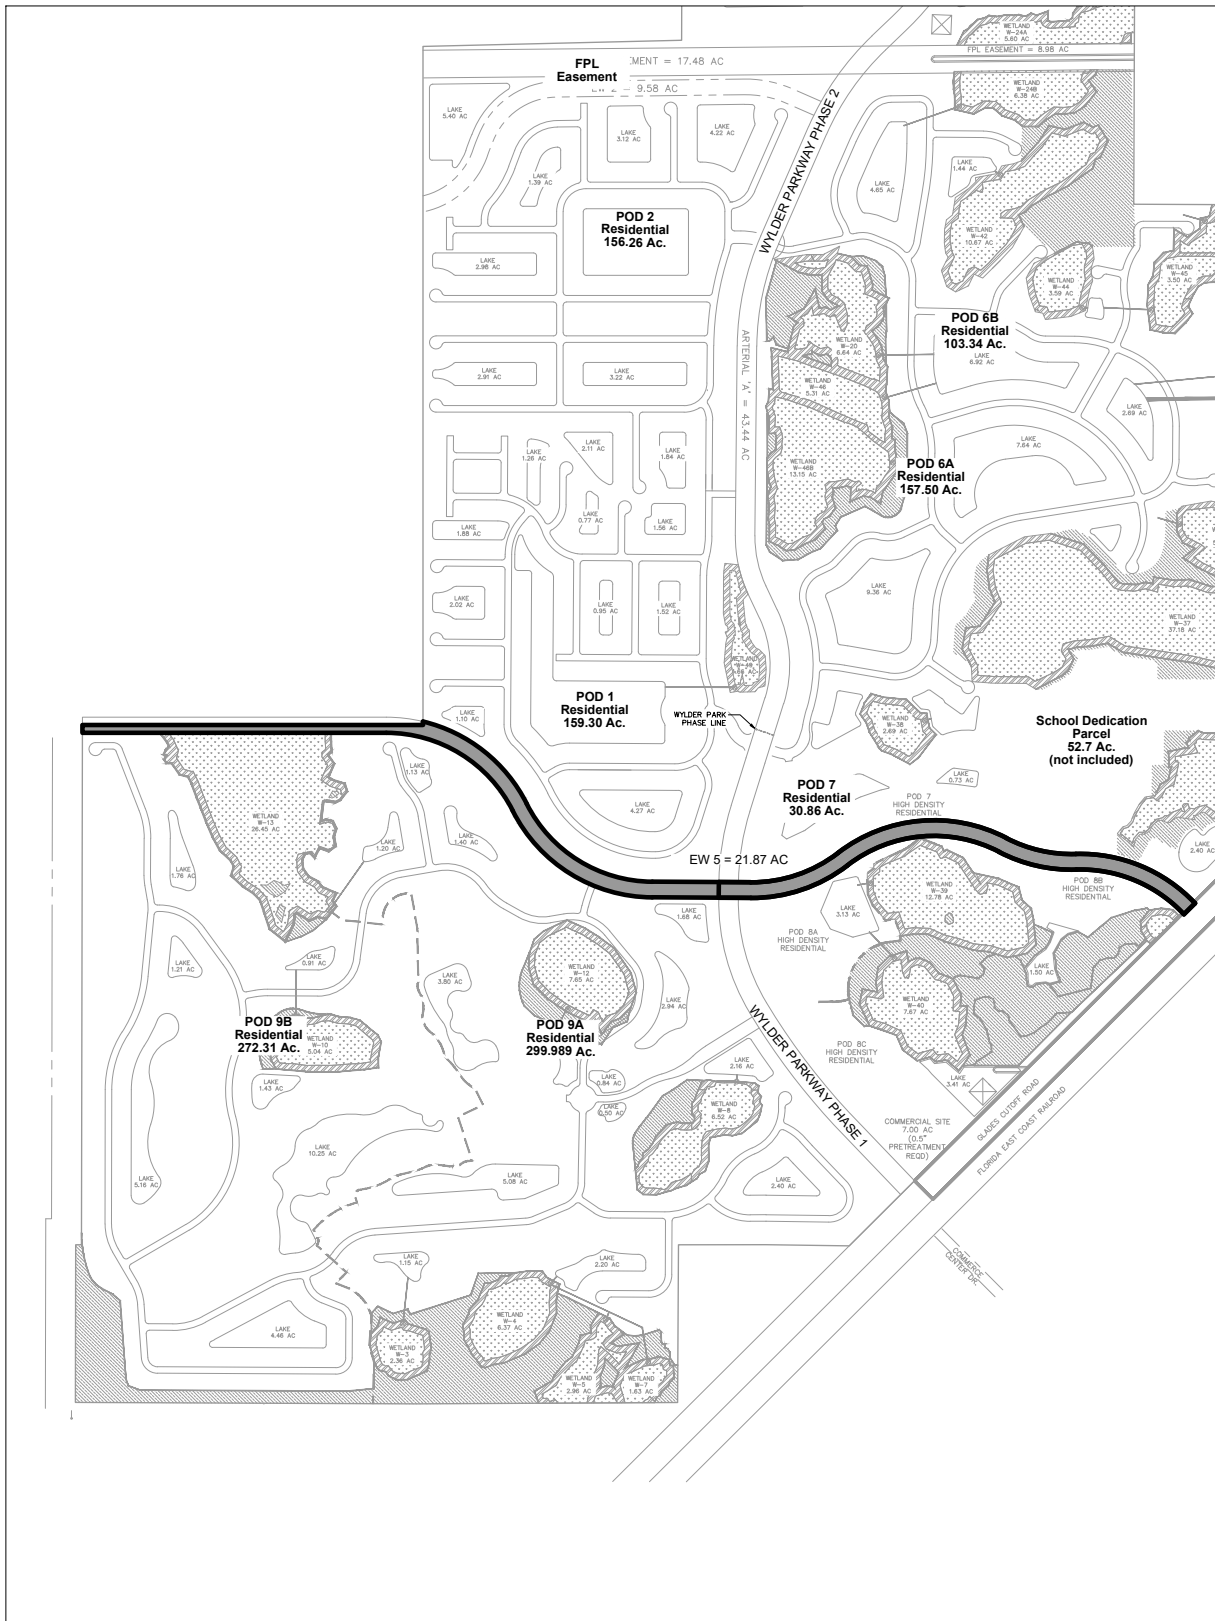 WETLAND
W-24A
5.60 AC
FPL EASEMENT = 8.98 AC
FPL
Easement
EMENT = 17.48 AC
EW 2 = 9.58 AC
WETLAND
W-24B
6.38 AC
LAKE
5.40 AC
LAKE
3.12 AC
LAKE
4.22 AC
WYLDER PARKWAY PHASE 2
LAKE
1.39 AC
LAKE
4.65 AC
LAKE
1.44 AC
POD 2
Residential
156.26 Ac.
WETLAND
W-42
10.67 AC
LAKE
2.98 AC
WETLAND
W-44
3.59 AC
WETLAND
W-45
3.50 AC
POD 6B
Residential
103.34 Ac.
LAKE
6.92 AC
WETLAND
W-20
6.64 AC
ARTERIAL 'A' = 43.44 AC
LAKE
2.91 AC
LAKE
3.22 AC
WETLAND
W-46
5.31 AC
LAKE
2.69 AC
LAKE
7.64 AC
LAKE
1.26 AC
LAKE
2.11 AC
LAKE
1.84 AC
WETLAND
W-46B
13.15 AC
POD 6A
Residential
157.50 Ac.
LAKE
0.77 AC
LAKE
1.56 AC
LAKE
1.88 AC
LAKE
9.36 AC
LAKE
2.02 AC
LAKE
0.95 AC
LAKE
1.52 AC
WETLAND
W-37
37.18 AC
WETLAND
POD 1
Residential
159.30 Ac.
LAKE
1.10 AC
WYLDER PARK
PHASE LINE
WETLAND
W-38
2.69 AC
School Dedication
Parcel
52.7 Ac.
(not included)
LAKE
1.13 AC
LAKE
0.73 AC
POD 7
Residential
30.86 Ac.
POD 7
HIGH DENSITY
RESIDENTIAL
LAKE
4.27 AC
WETLAND
W-13
26.45 AC
LAKE
1.20 AC
LAKE
1.40 AC
LAKE
2.40 AC
EW 5 = 21.87 AC
LAKE
1.76 AC
POD 8B
HIGH DENSITY
RESIDENTIAL
WETLAND
W-39
12.78 AC
LAKE
1.68 AC
LAKE
3.13 AC
POD 8A
HIGH DENSITY
RESIDENTIAL
LAKE
1.21 AC
LAKE
0.91 AC
LAKE
3.80 AC
WETLAND
W-12
7.65 AC
LAKE
1.50 AC
LAKE
2.94 AC
WETLAND
W-40
7.67 AC
POD 9B
Residential
272.31 Ac.
WETLAND
W-10
5.04 AC
POD 9A
Residential
299.989 Ac.
WYLDER PARKWAY PHASE 1
POD 8C
HIGH DENSITY
RESIDENTIAL
LAKE
2.16 AC
LAKE
0.84 AC
LAKE
1.43 AC
LAKE
3.41 AC
LAKE
0.50 AC
WETLAND
W-8
6.52 AC
GLADES CUTOFF ROAD
FLORIDA EAST COAST RAILROAD
COMMERCIAL SITE
7.00 AC
(0.5"
PRETREATMENT
REQD)
LAKE
10.25 AC
LAKE
5.16 AC
LAKE
5.08 AC
LAKE
2.40 AC
LAKE
1.15 AC
LAKE
2.20 AC
COMMERCE
CENTER DR.
LAKE
4.46 AC
WETLAND
W-4
6.37 AC
WETLAND
W-3
2.36 AC
WETLAND
W-5
2.96 AC
WETLAND
W-7
1.63 AC